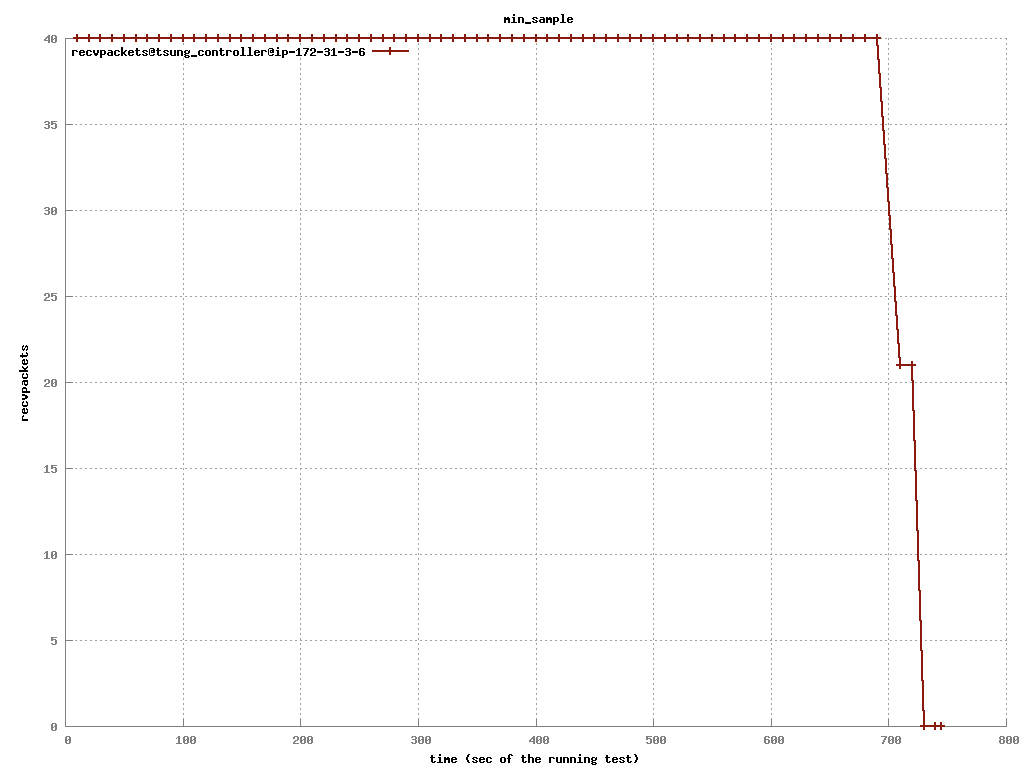 min_sample
recvpackets@tsung_controller@ip-172-31-3-6
40
35
30
25
20
15
10
5
0
recvpackets
0 100 200 300 400 500 600 700 800
time (sec of the running test)